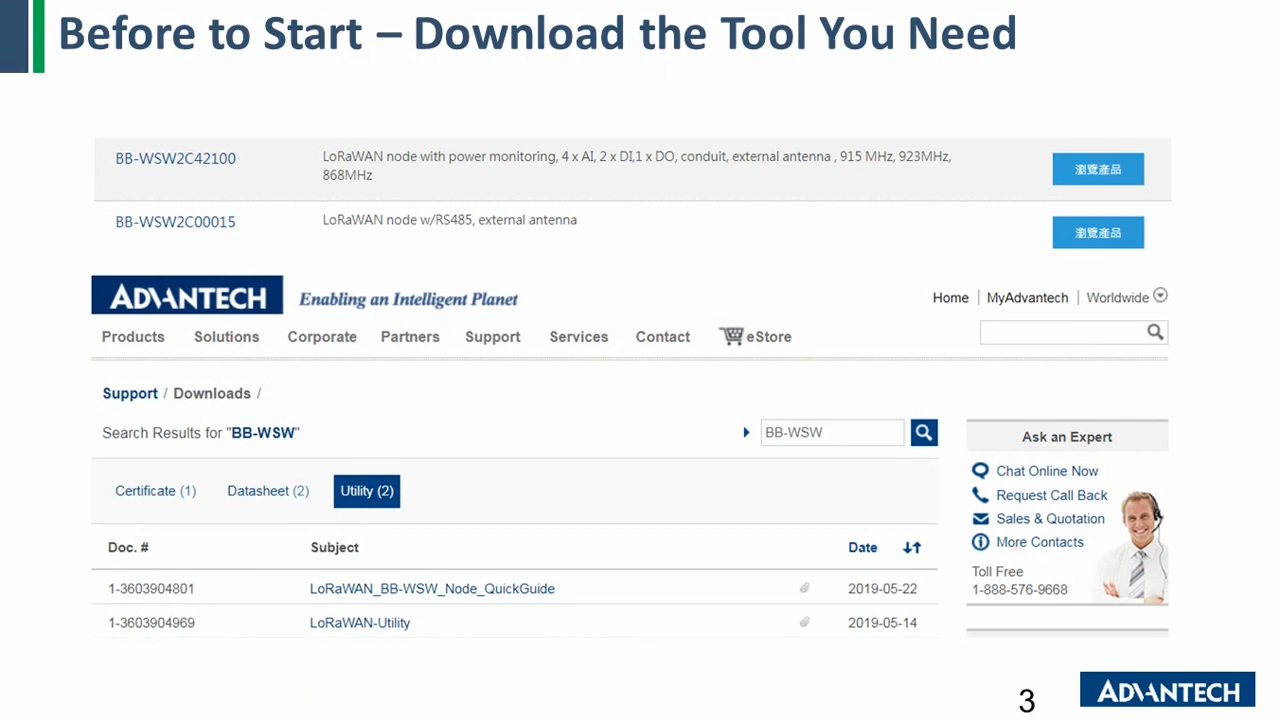 Before to Start – Download the Tool You Need
BB-WSW2C42100
LoRaWAN node with power monitoring, 4 x AI, 2 x DI,1 x DO, conduit, external antenna , 915 MHz, 923MHz,
868MHz
瀏覽產品
BB-WSW2C00015
LoRaWAN node w/RS485, external antenna
瀏覽產品
ADVANTECH Enabling an Intelligent Planet
Home MyAdvantech Worldwide
Products Solutions Corporate Partners Support Services Contact eStore
Support / Downloads /
Search Results for "BB-WSW"
BB-WSW
Certificate (1) Datasheet (2) Utility (2)
Doc. # Subject Date
1-3603904801 LoRaWAN_BB-WSW_Node_QuickGuide 2019-05-22
1-3603904969 LoRaWAN-Utility 2019-05-14
Ask an Expert
Chat Online Now
Request Call Back
Sales & Quotation
More Contacts
Toll Free
1-888-576-9668
3
ADVANTECH